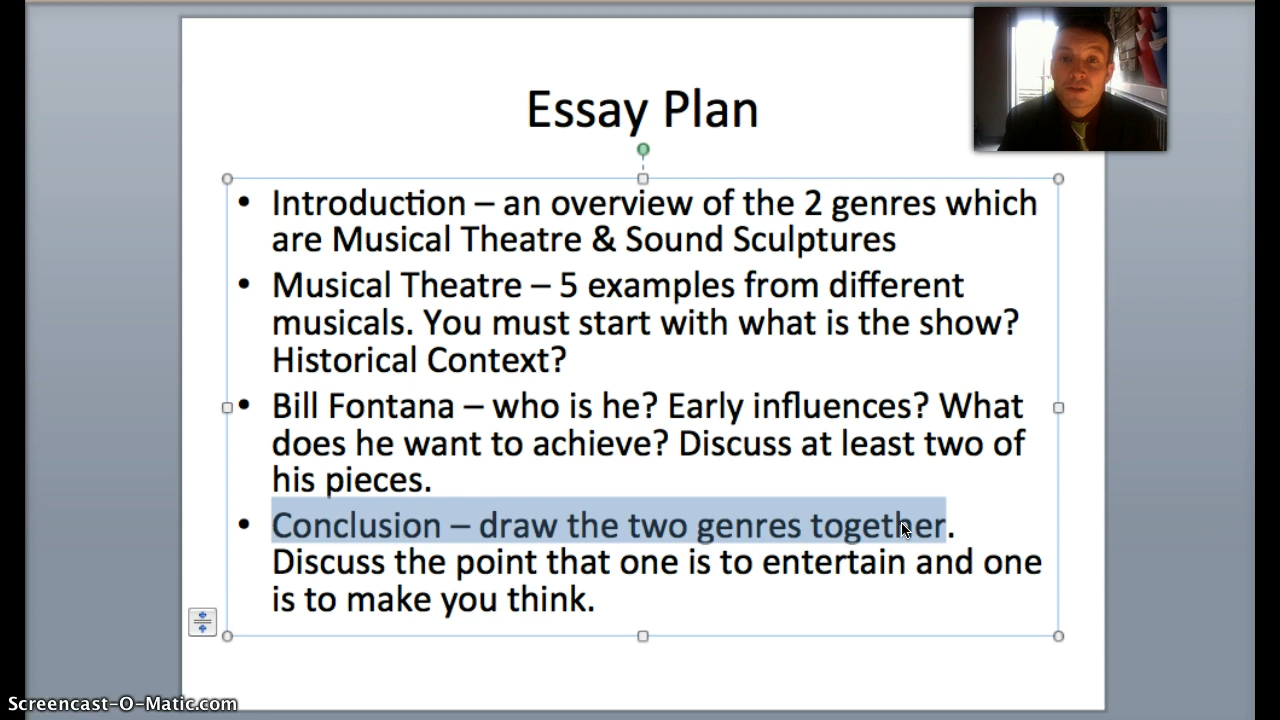 Essay Plan
• Introduction – an overview of the 2 genres which
are Musical Theatre & Sound Sculptures
• Musical Theatre – 5 examples from different
musicals. You must start with what is the show?
Historical Context?
• Bill Fontana – who is he? Early influences? What
does he want to achieve? Discuss at least two of
his pieces.
• Conclusion – draw the two genres together.
Discuss the point that one is to entertain and one
is to make you think.
Screencast-O-Matic.com